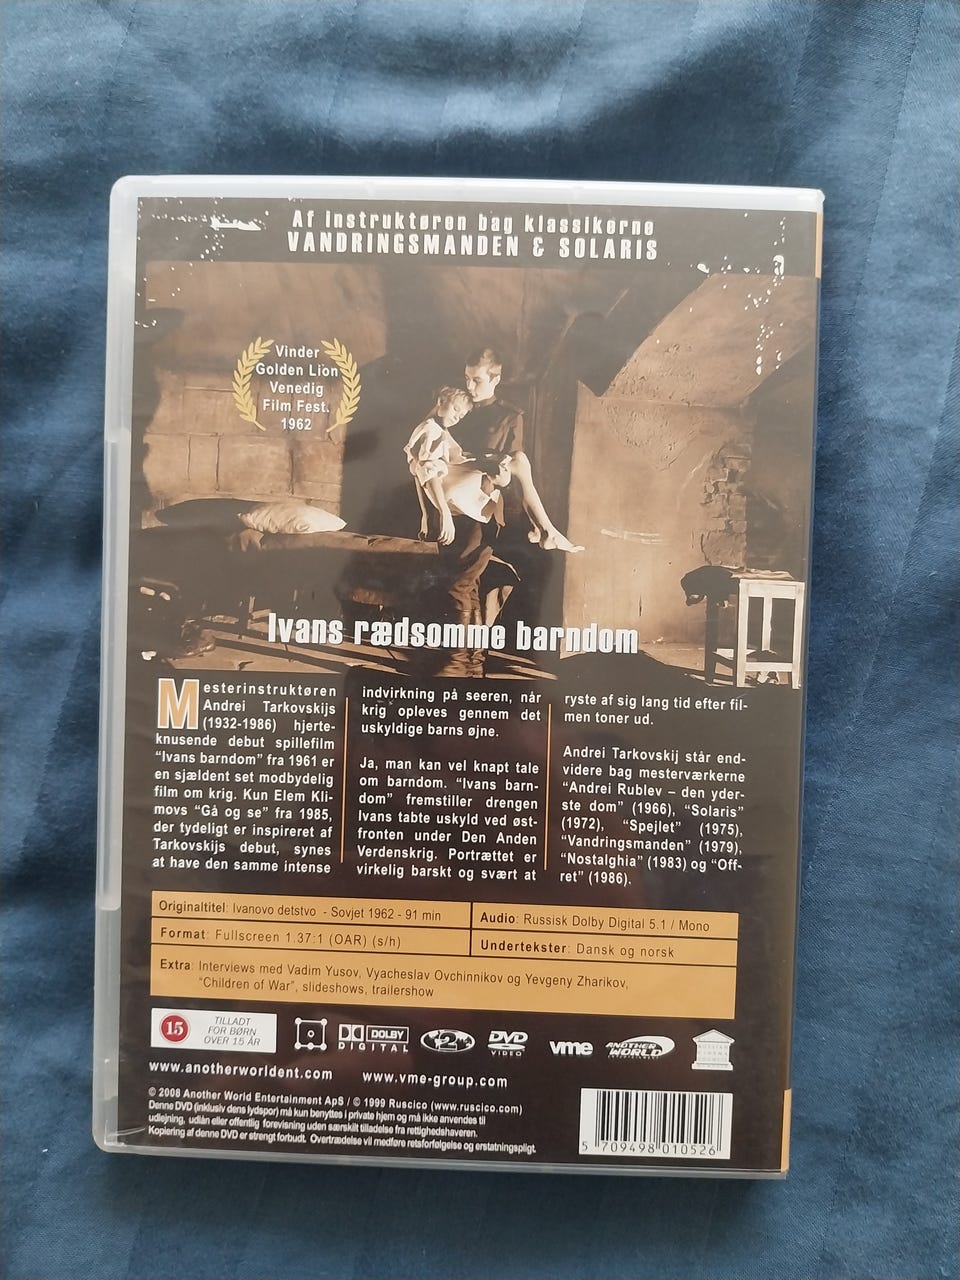 Af instruktøren bag klassikerne
VANDRINGSMANDEN & SOLARIS
Vinder
Golden Lion
Venedig
Film Fest.
1962
Ivans rædsomme barndom
Mesterinstruktøren
Andrei Tarkovskijs
(1932-1986) hjerte-
knusende debut spillefilm
"Ivans barndom" fra 1961 er
en sjældent set modbydelig
film om krig. Kun Elem Kli-
movs "Gå og se" fra 1985,
der tydeligt er inspireret af
Tarkovskijs debut, synes
at have den samme intense
indvirkning på seeren, når
krig opleves gennem det
uskyldige barns øjne.
Ja, man kan vel knapt tale
om barndom. "Ivans barn-
dom" fremstiller drengen
Ivans tabte uskyld ved øst-
fronten under Den Anden
Verdenskrig. Portrættet er
virkelig barskt og svært at
ryste af sig lang tid efter fil-
men toner ud.
Andrei Tarkovskij står end-
videre bag mesterværkerne
"Andrei Rublev – den yder-
ste dom" (1966), "Solaris"
(1972), "Spejlet" (1975),
"Vandringsmanden" (1979),
"Nostalghia" (1983) og "Off-
ret" (1986).
Originaltitel: Ivanovo detstvo - Sovjet 1962 - 91 min
Format: Fullscreen 1.37:1 (OAR) (s/h)
Audio: Russisk Dolby Digital 5.1 / Mono
Undertekster: Dansk og norsk
Extra: Interviews med Vadim Yusov, Vyacheslav Ovchinnikov og Yevgeny Zharikov,
"Children of War", slideshows, trailershow
15
TILLADT
FOR BØRN
OVER 15 ÅR
DOLBY
DIGITAL
2
DVD
VIDEO
vme
ANOTHER
WORLD
ENTERTAINMENT
RUSSIAN
CINEMA
COUNCIL
www.anotherworldent.com www.vme-group.com
© 2008 Another World Entertainment ApS / © 1999 Ruscico (www.ruscico.com)
Denne DVD (inklusiv dens lydspor) må kun benyttes i private hjem og må ikke anvendes til
udlejning, udlån eller offentlig forevisning uden særskilt tilladelse fra rettighedshaveren.
Kopiering af denne DVD er strengt forbudt. Overtrædelse vil medføre retsforfølgelse og erstatningspligt.
5 709498 010526